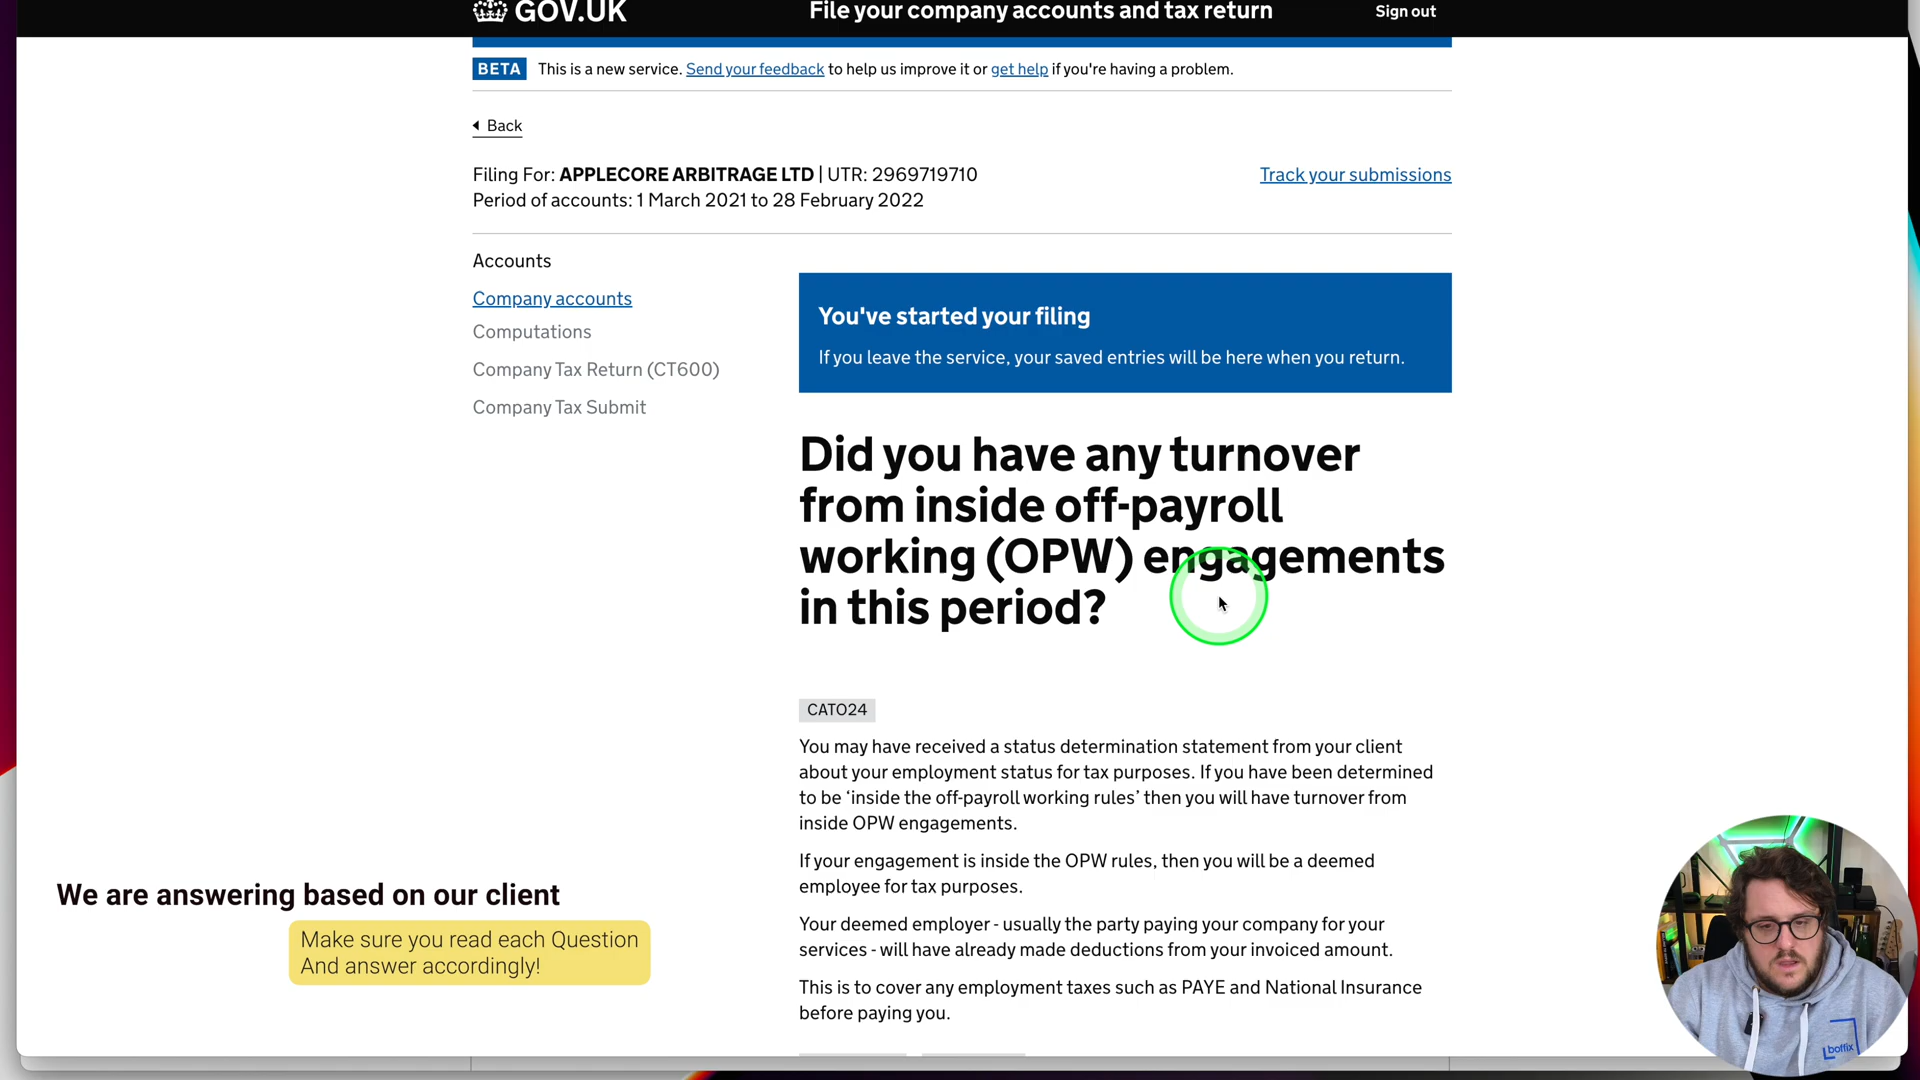 GOV.UK
File your company accounts and tax return
Sign out
BETA
This is a new service. Send your feedback to help us improve it or get help if you're having a problem.
Back
Filing For: APPLECORE ARBITRAGE LTD | UTR: 2969719710
Track your submissions
Period of accounts: 1 March 2021 to 28 February 2022
Accounts
Company accounts
Computations
Company Tax Return (CT600)
Company Tax Submit
You've started your filing
If you leave the service, your saved entries will be here when you return.
Did you have any turnover
from inside off-payroll
working (OPW) engagements
in this period?
CATO24
You may have received a status determination statement from your client
about your employment status for tax purposes. If you have been determined
to be ‘inside the off-payroll working rules’ then you will have turnover from
inside OPW engagements.
If your engagement is inside the OPW rules, then you will be a deemed
employee for tax purposes.
Your deemed employer - usually the party paying your company for your
services - will have already made deductions from your invoiced amount.
This is to cover any employment taxes such as PAYE and National Insurance
before paying you.
We are answering based on our client
Make sure you read each Question
And answer accordingly!
boffix